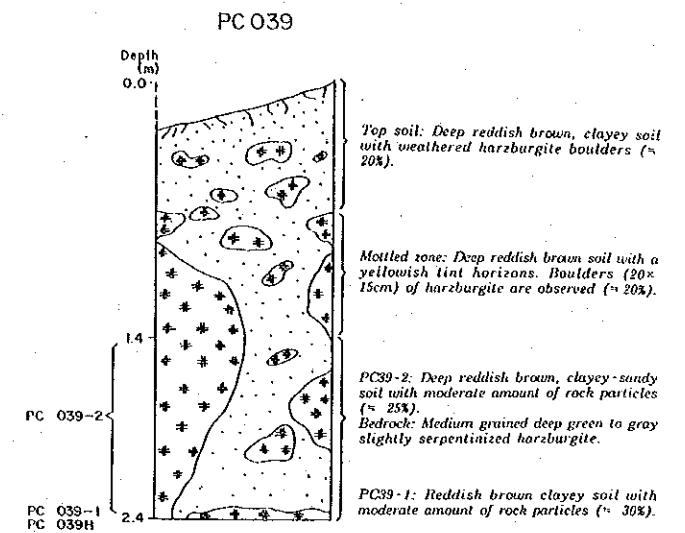 PC 039
Depth
(m)
0.0
Top soil: Deep reddish brown, clayey soil
with weathered harzburgite boulders (≒
20%).
Mottled zone: Deep reddish brown soil with a
yellowish tint horizons. Boulders (20×
15cm) of harzburgite are observed (≒ 20%).
1.4
PC39-2: Deep reddish brown, clayey-sandy
soil with moderate amount of rock particles
(≒ 25%).
Bedrock: Medium grained deep green to gray
slightly serpentinized harzburgite.
PC 039-2
PC39-1: Reddish brown clayey soil with
moderate amount of rock particles (≒ 30%).
PC 039-1
PC 039H
2.4